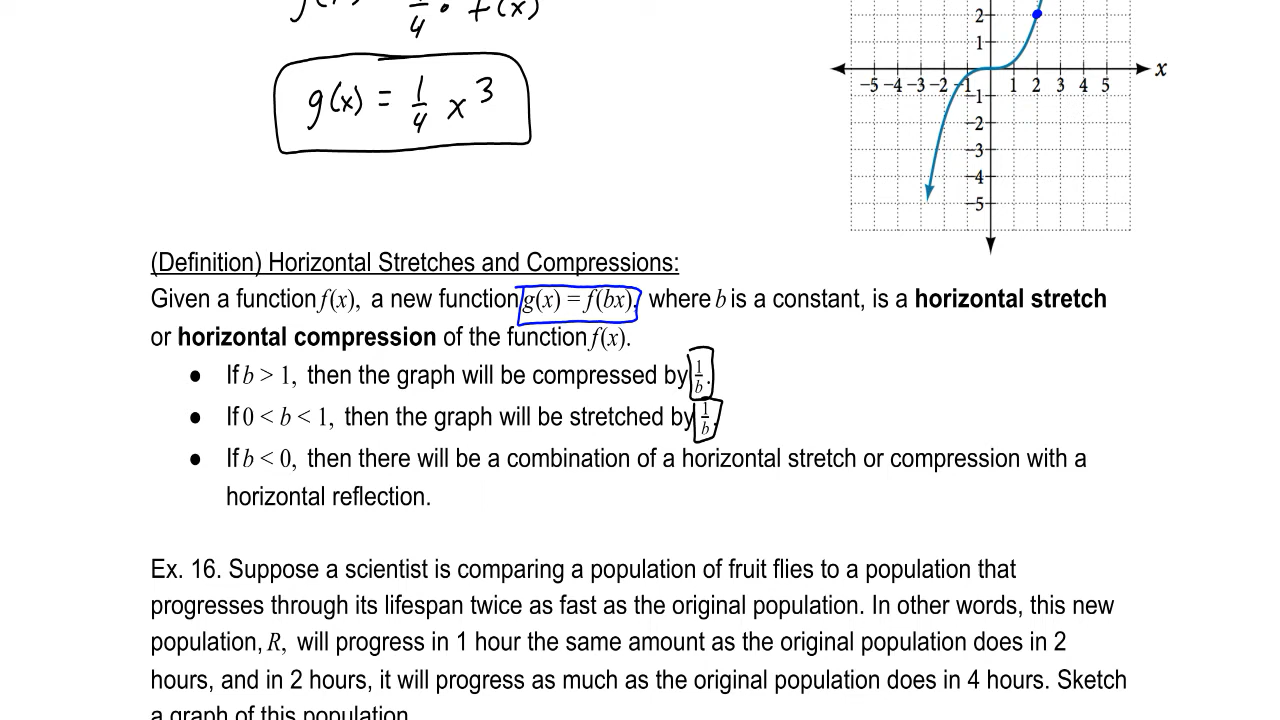 1/4 · f(x)
g(x) = 1/4 x³
2
1
x
−5 −4 −3 −2 −1 1 2 3 4 5
−1
−2
−3
−4
−5
(Definition) Horizontal Stretches and Compressions:
Given a function f(x), a new function g(x) = f(bx), where b is a constant, is a horizontal stretch
or horizontal compression of the function f(x).
● If b > 1, then the graph will be compressed by 1/b.
● If 0 < b < 1, then the graph will be stretched by 1/b.
● If b < 0, then there will be a combination of a horizontal stretch or compression with a
horizontal reflection.
Ex. 16. Suppose a scientist is comparing a population of fruit flies to a population that
progresses through its lifespan twice as fast as the original population. In other words, this new
population, R, will progress in 1 hour the same amount as the original population does in 2
hours, and in 2 hours, it will progress as much as the original population does in 4 hours. Sketch
a graph of this population.